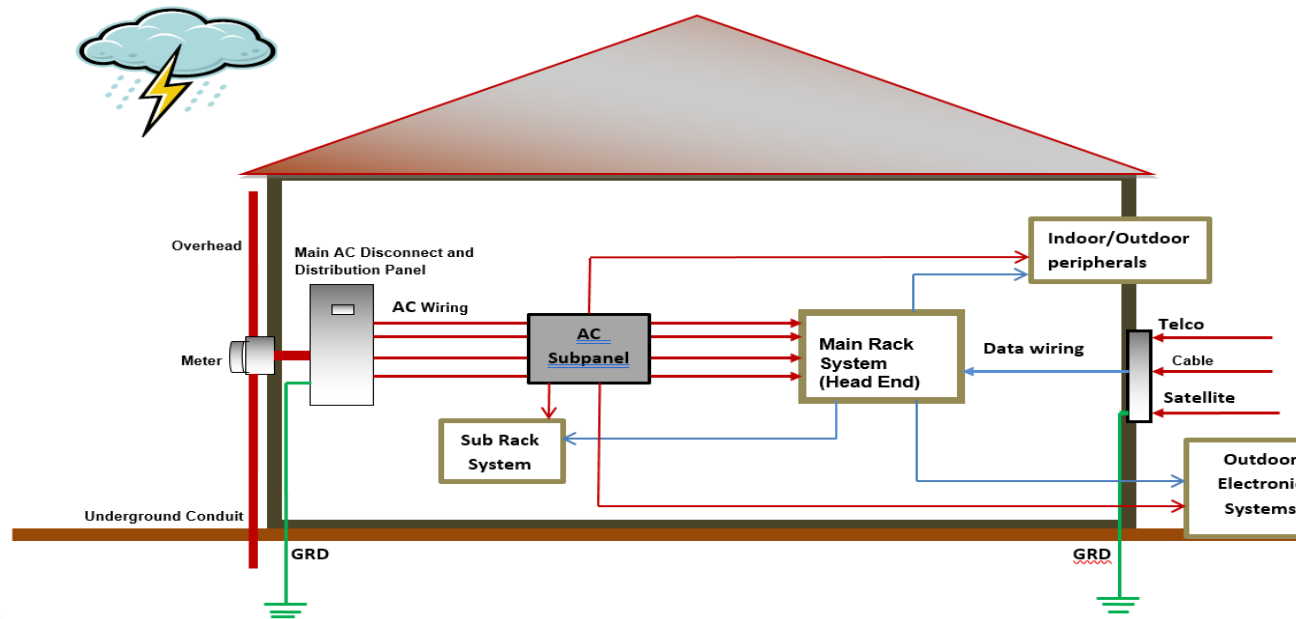 Overhead
Main AC Disconnect and
Distribution Panel
AC Wiring
Meter
AC
Subpanel
Sub Rack
System
Main Rack
System
(Head End)
Indoor/Outdoor
peripherals
Data wiring
Telco
Cable
Satellite
Outdoor
Electronic
Systems
Underground Conduit
GRD
GRD